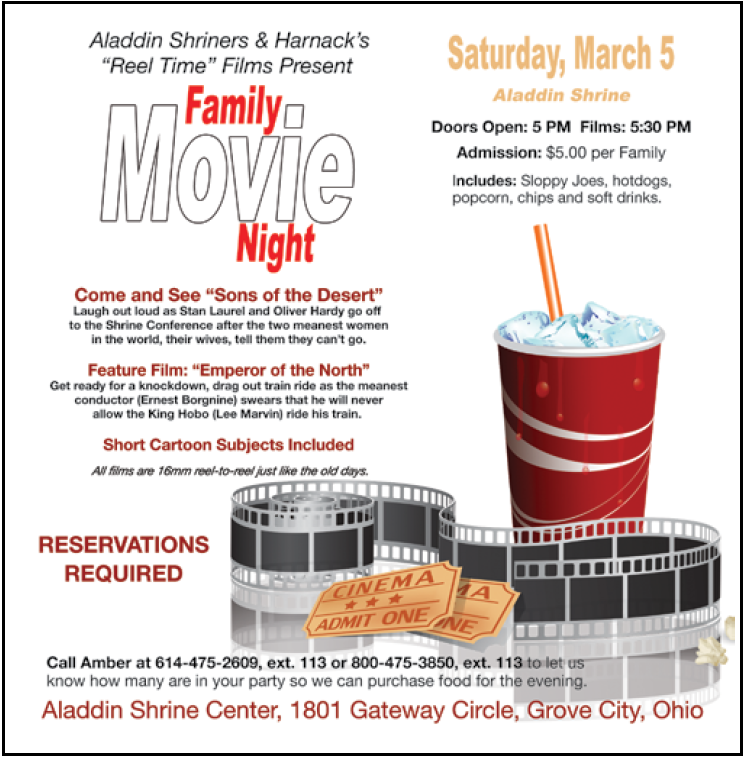 Aladdin Shriners & Harnack's
"Reel Time" Films Present
Family
Movie
Night
Saturday, March 5
Aladdin Shrine
Doors Open: 5 PM  Films: 5:30 PM
Admission: $5.00 per Family
Includes: Sloppy Joes, hotdogs,
popcorn, chips and soft drinks.
Come and See "Sons of the Desert"
Laugh out loud as Stan Laurel and Oliver Hardy go off
to the Shrine Conference after the two meanest women
in the world, their wives, tell them they can't go.
Feature Film: "Emperor of the North"
Get ready for a knockdown, drag out train ride as the meanest
conductor (Ernest Borgnine) swears that he will never
allow the King Hobo (Lee Marvin) ride his train.
Short Cartoon Subjects Included
All films are 16mm reel-to-reel just like the old days.
RESERVATIONS
REQUIRED
CINEMA
ADMIT ONE
MA
NE
Call Amber at 614-475-2609, ext. 113 or 800-475-3850, ext. 113 to let us
know how many are in your party so we can purchase food for the evening.
Aladdin Shrine Center, 1801 Gateway Circle, Grove City, Ohio